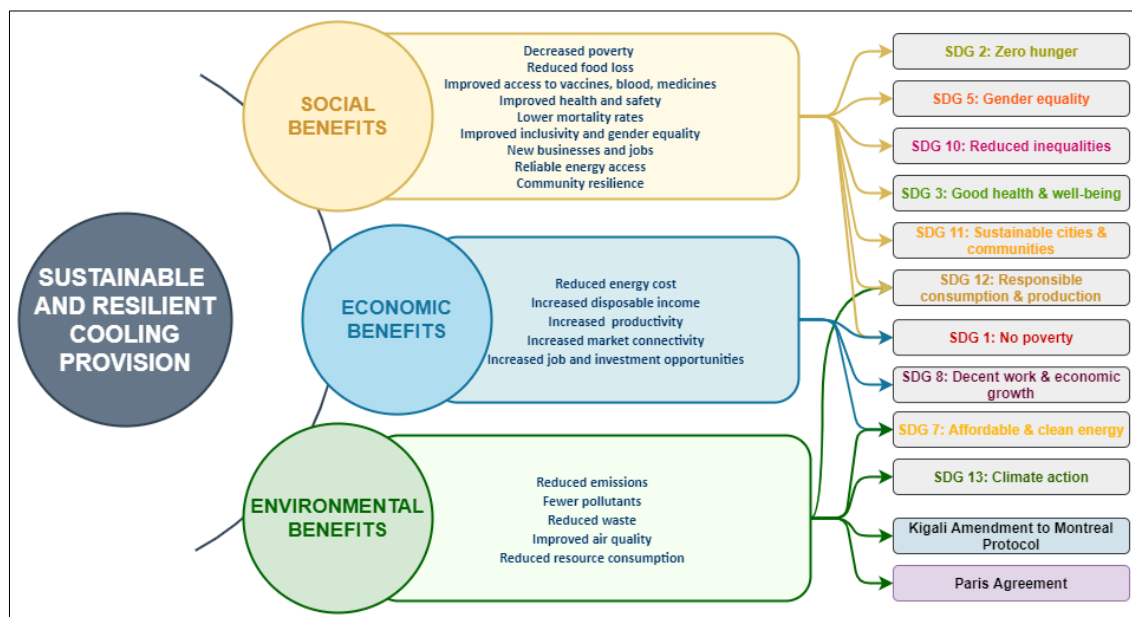 SUSTAINABLE
AND RESILIENT
COOLING
PROVISION
SOCIAL
BENEFITS
Decreased poverty
Reduced food loss
Improved access to vaccines, blood, medicines
Improved health and safety
Lower mortality rates
Improved inclusivity and gender equality
New businesses and jobs
Reliable energy access
Community resilience
ECONOMIC
BENEFITS
Reduced energy cost
Increased disposable income
Increased productivity
Increased market connectivity
Increased job and investment opportunities
ENVIRONMENTAL
BENEFITS
Reduced emissions
Fewer pollutants
Reduced waste
Improved air quality
Reduced resource consumption
SDG 2: Zero hunger
SDG 5: Gender equality
SDG 10: Reduced inequalities
SDG 3: Good health & well-being
SDG 11: Sustainable cities &
communities
SDG 12: Responsible
consumption & production
SDG 1: No poverty
SDG 8: Decent work & economic
growth
SDG 7: Affordable & clean energy
SDG 13: Climate action
Kigali Amendment to Montreal
Protocol
Paris Agreement